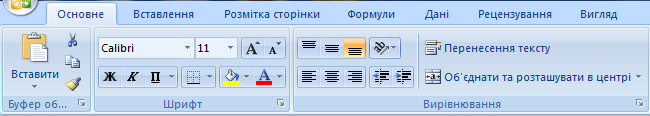 Основне Вставлення Розмітка сторінки Формули Дані Рецензування Вигляд
Calibri 11 А А Перенесення тексту
Вставити Ж К П А Об'єднати та розташувати в центрі
Буфер об... Шрифт Вирівнювання